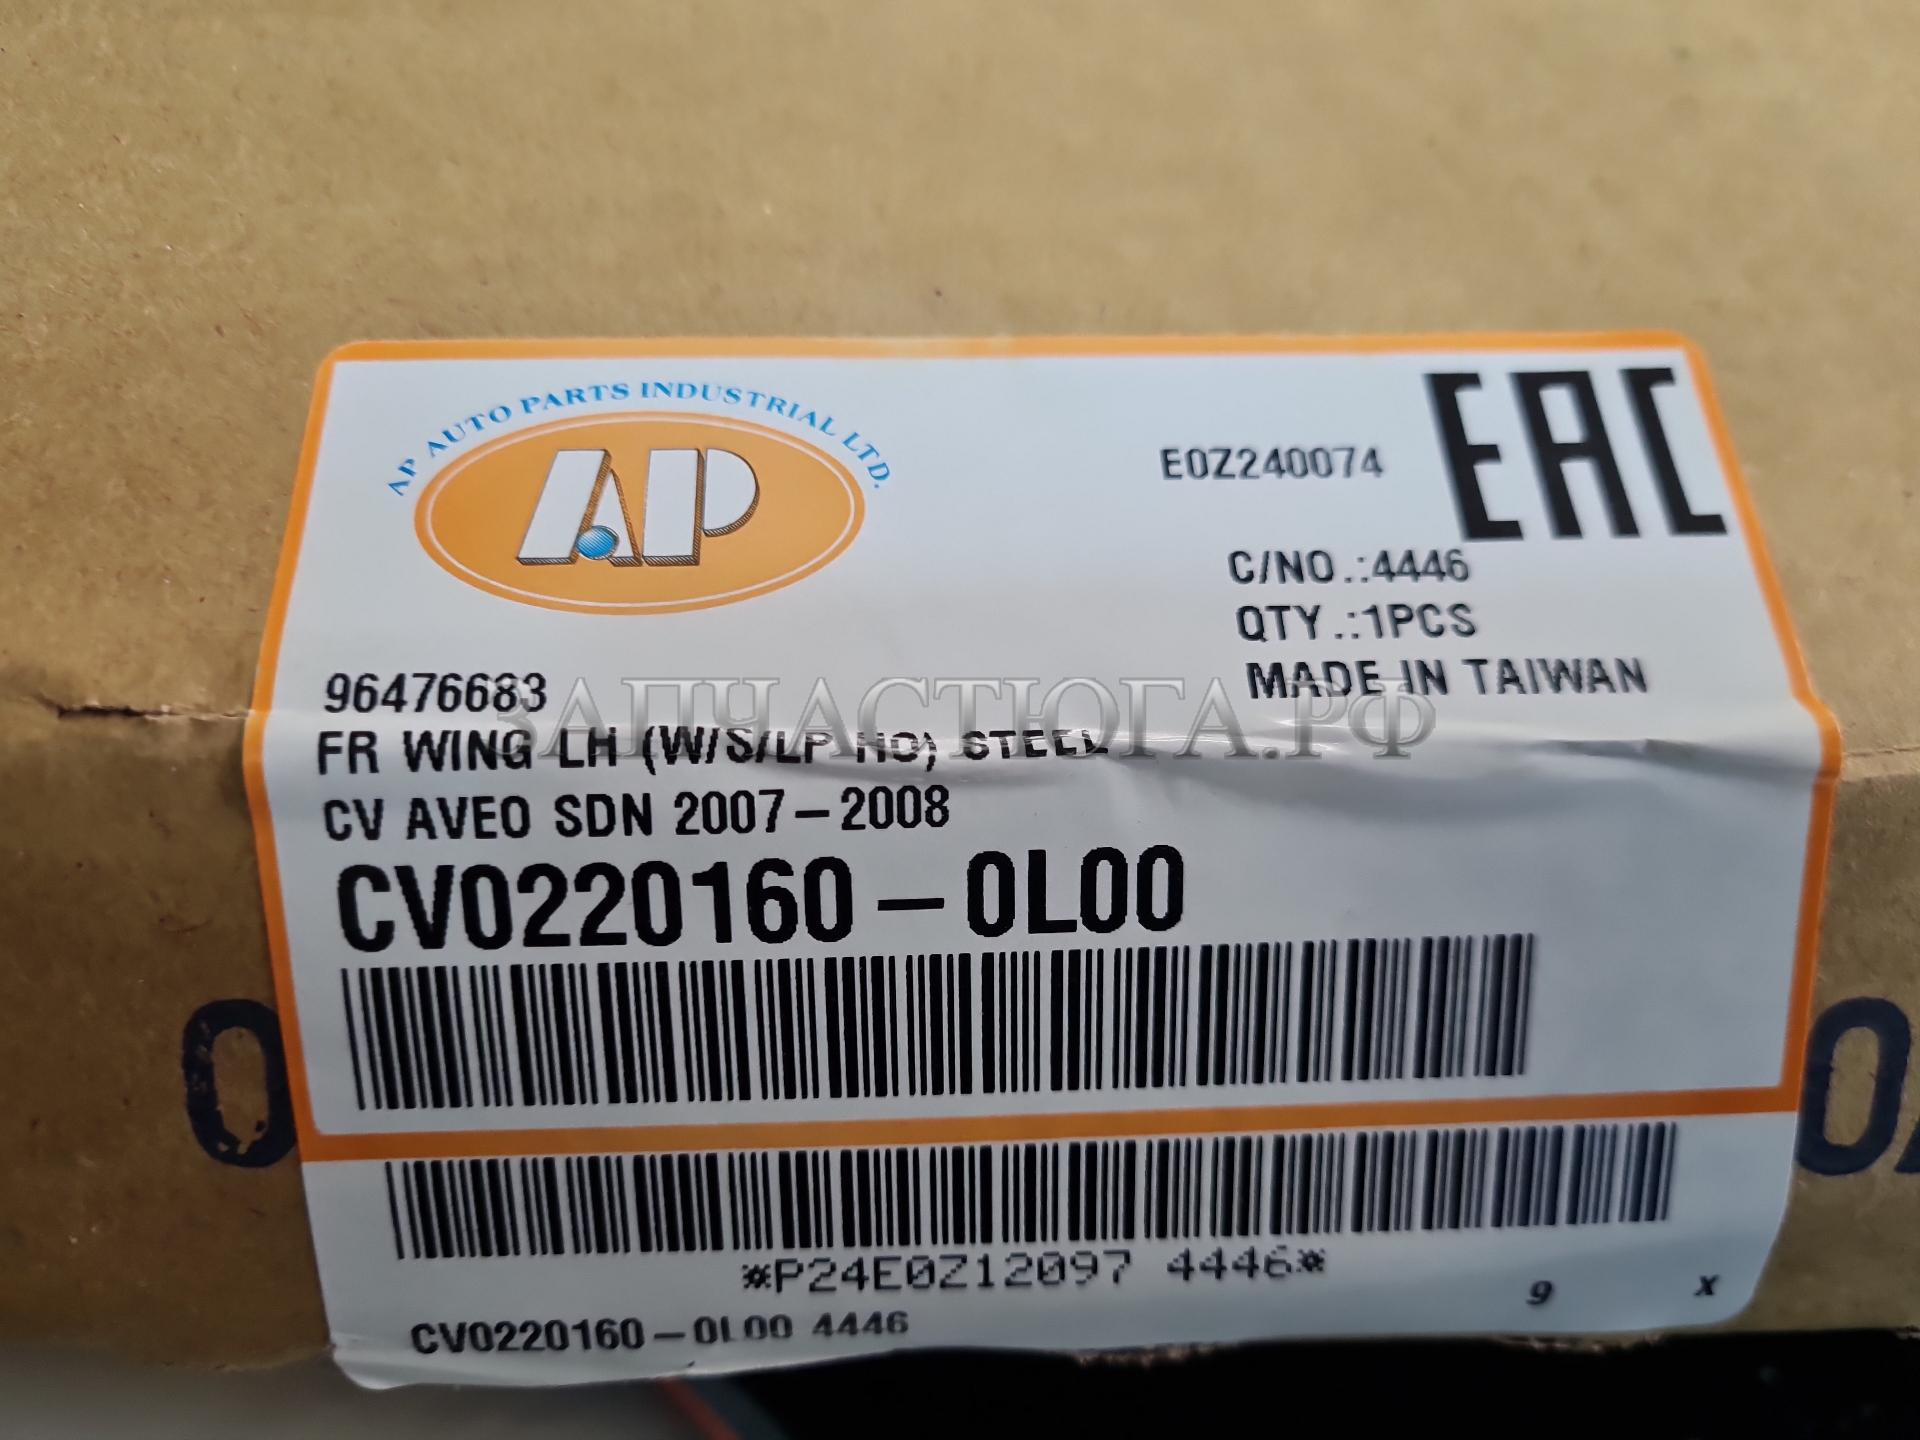 AP AUTO PARTS INDUSTRIAL LTD.
AP
E0Z240074
EAC
C/NO.:4446
QTY.:1PCS
MADE IN TAIWAN
96476683
ЗАПЧАСТЮГА.РФ
FR WING LH (W/S/LP HO) STEEL
CV AVEO SDN 2007-2008
CV0220160-0L00
*P24E0Z12097 4446*
9 x
CV0220160-0L00 4446